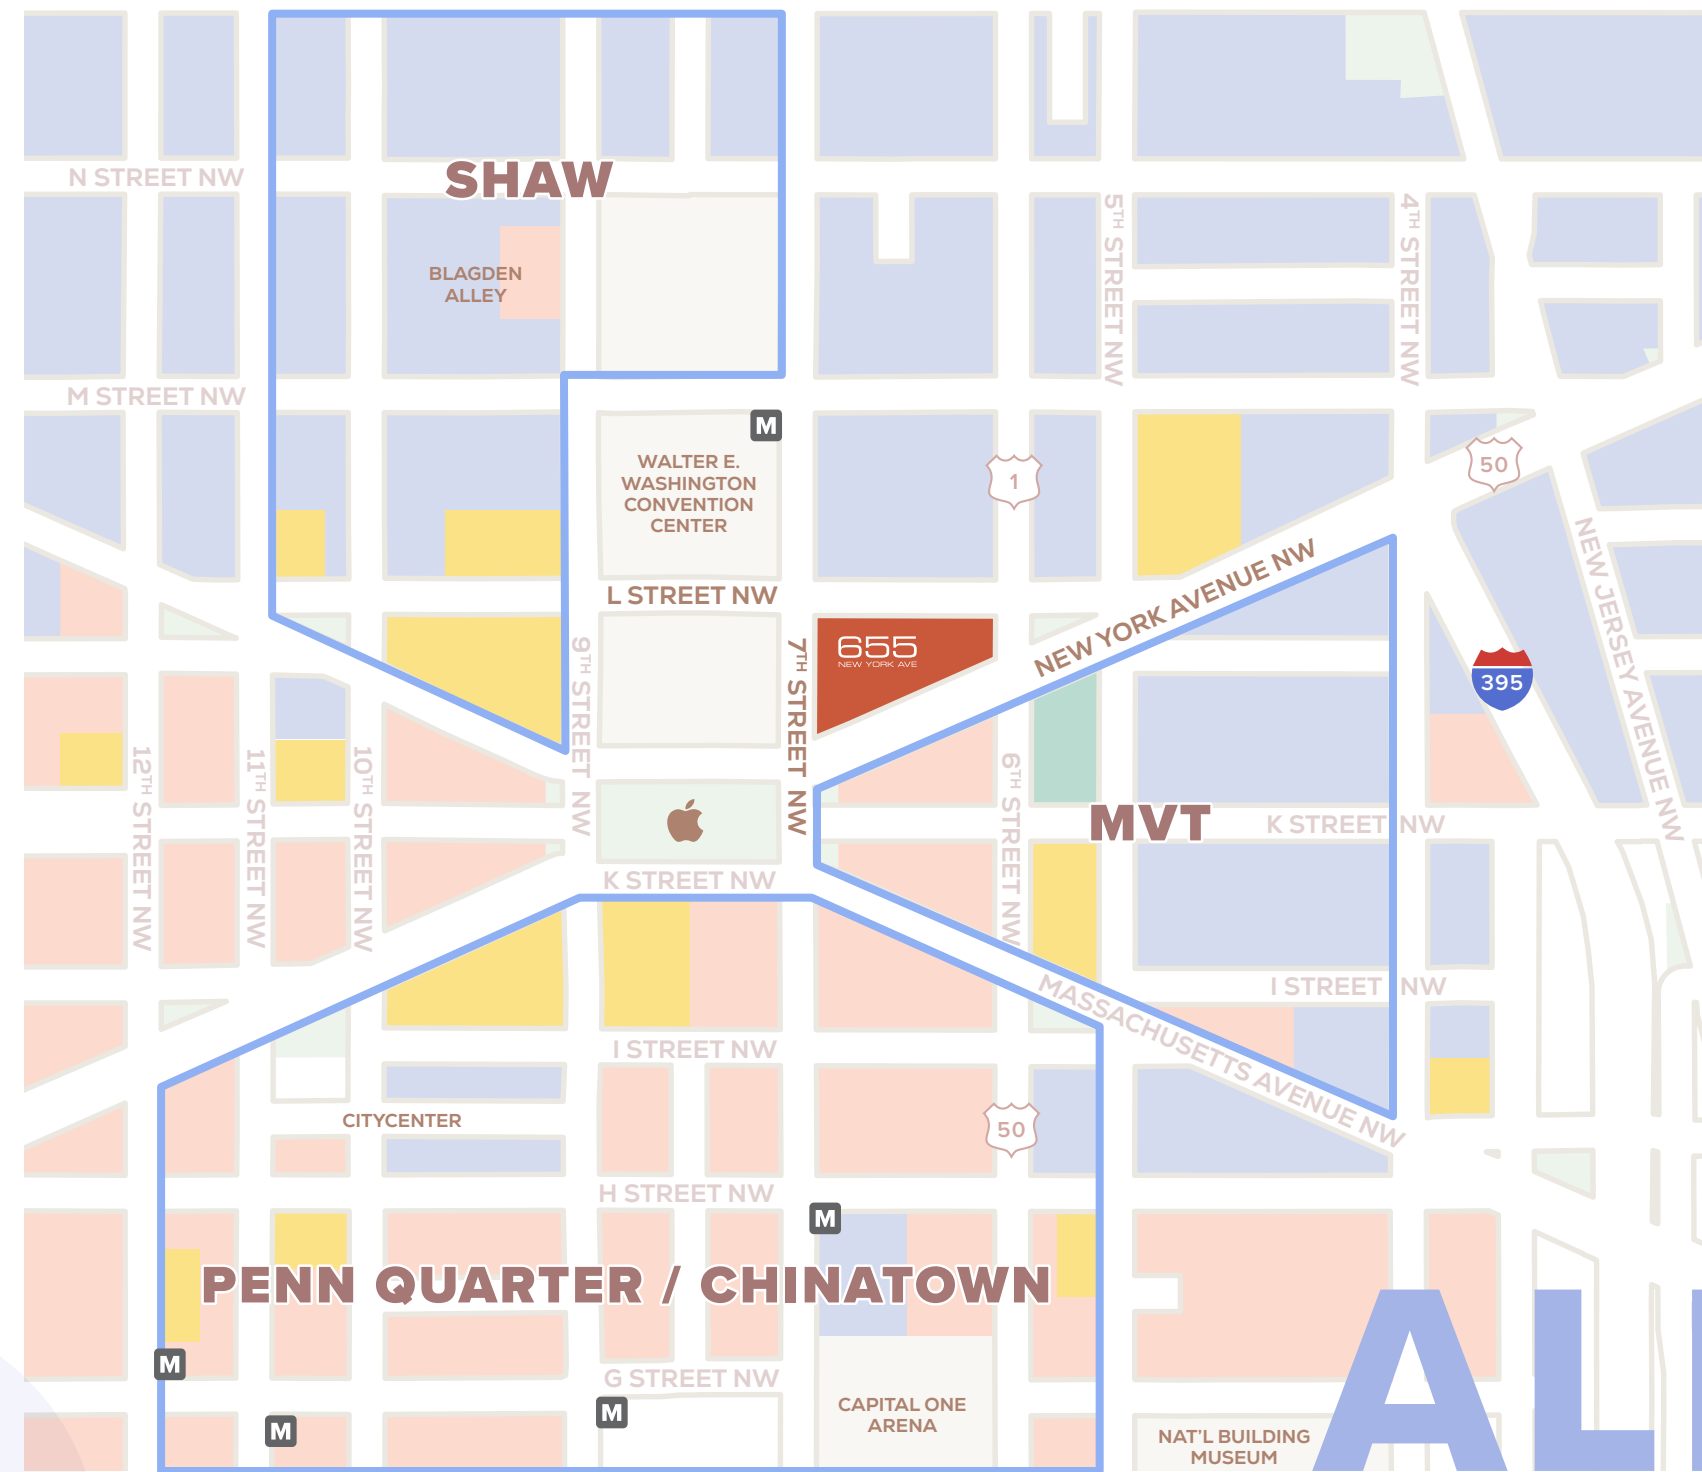 SHAW
N STREET NW
5TH STREET NW
4TH STREET NW
BLAGDEN
ALLEY
M STREET NW
M
WALTER E.
WASHINGTON
CONVENTION
CENTER
1
50
NEW JERSEY AVENUE NW
NEW YORK AVENUE NW
L STREET NW
655
NEW YORK AVE
9TH STREET NW
7TH STREET NW
395
12TH STREET NW
11TH STREET NW
10TH STREET NW
6TH STREET NW
MVT
K STREET NW
K STREET NW
I STREET NW
MASSACHUSETTS AVENUE NW
I STREET NW
CITYCENTER
50
H STREET NW
M
PENN QUARTER / CHINATOWN
M
G STREET NW
M
M
CAPITAL ONE
ARENA
NAT'L BUILDING
MUSEUM
AL